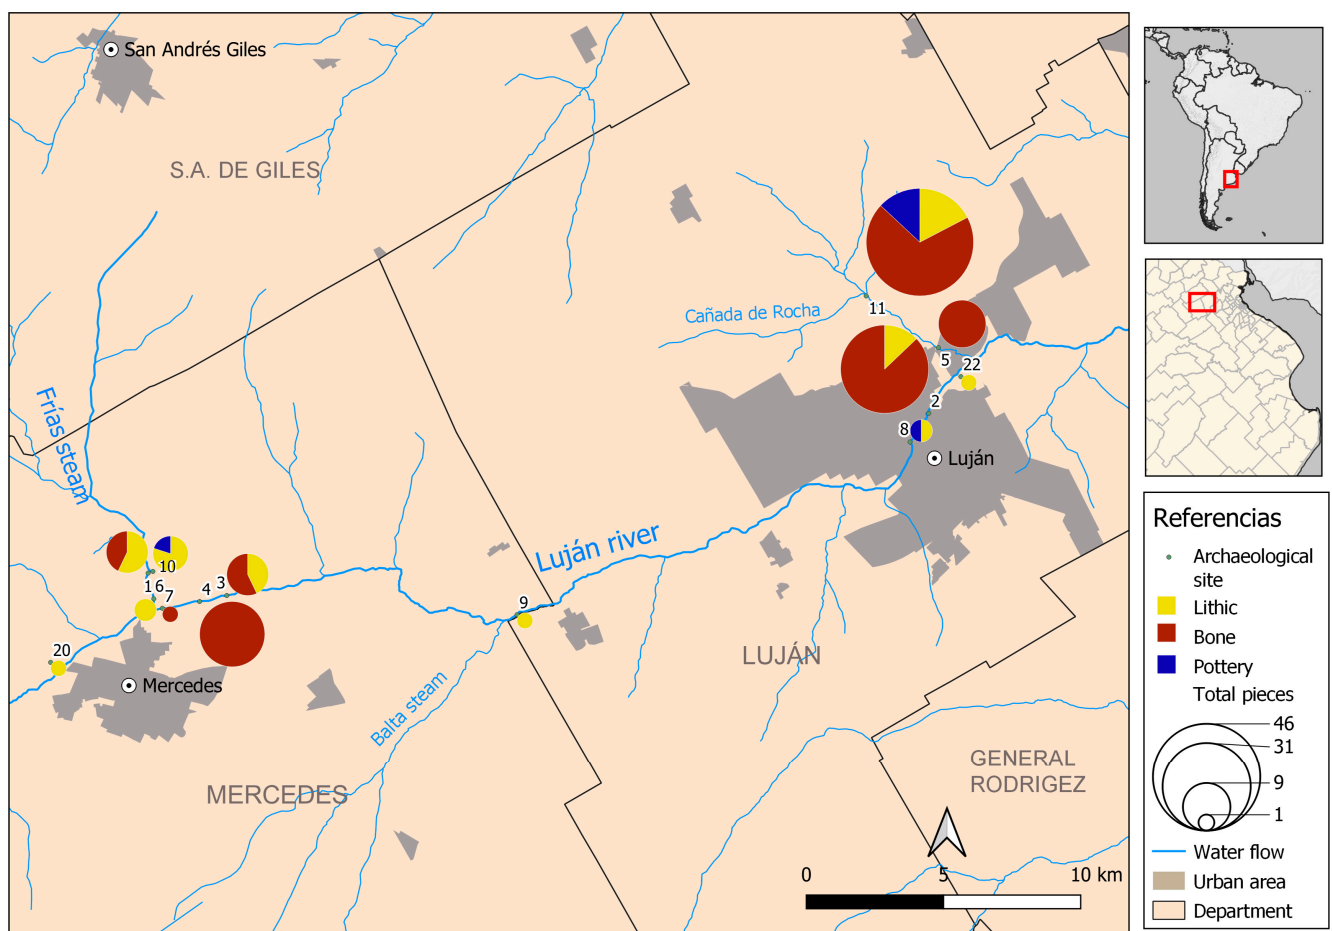 San Andrés Giles
S.A. DE GILES
Cañada de Rocha
11
5
22
2
8
Luján
Frías steam
Luján river
10
16
7
4
3
9
20
Mercedes
Balta steam
LUJÁN
MERCEDES
GENERAL
RODRIGEZ
0
5
10 km
Referencias
Archaeological
site
Lithic
Bone
Pottery
Total pieces
46
31
9
1
Water flow
Urban area
Department